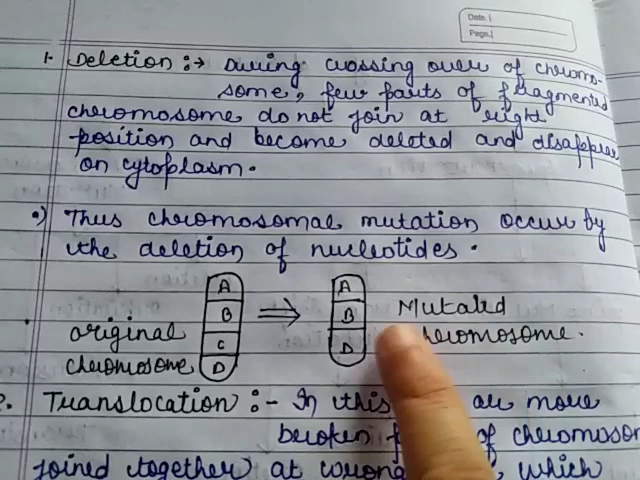 Date. |
Page. |
1. Deletion :→ During crossing over of chromo-
some, few parts of fragmented
chromosome do not join at right
position and become deleted and disappear
on cytoplasm.
•) Thus chromosomal mutation occur by
the deletion of nucleotides.
A
B
C
D
original
chromosome
⇒
A
B
D
Mutated
chromosome.
2. Translocation :- In this are more
broken of chromosom
joined together at wrong which